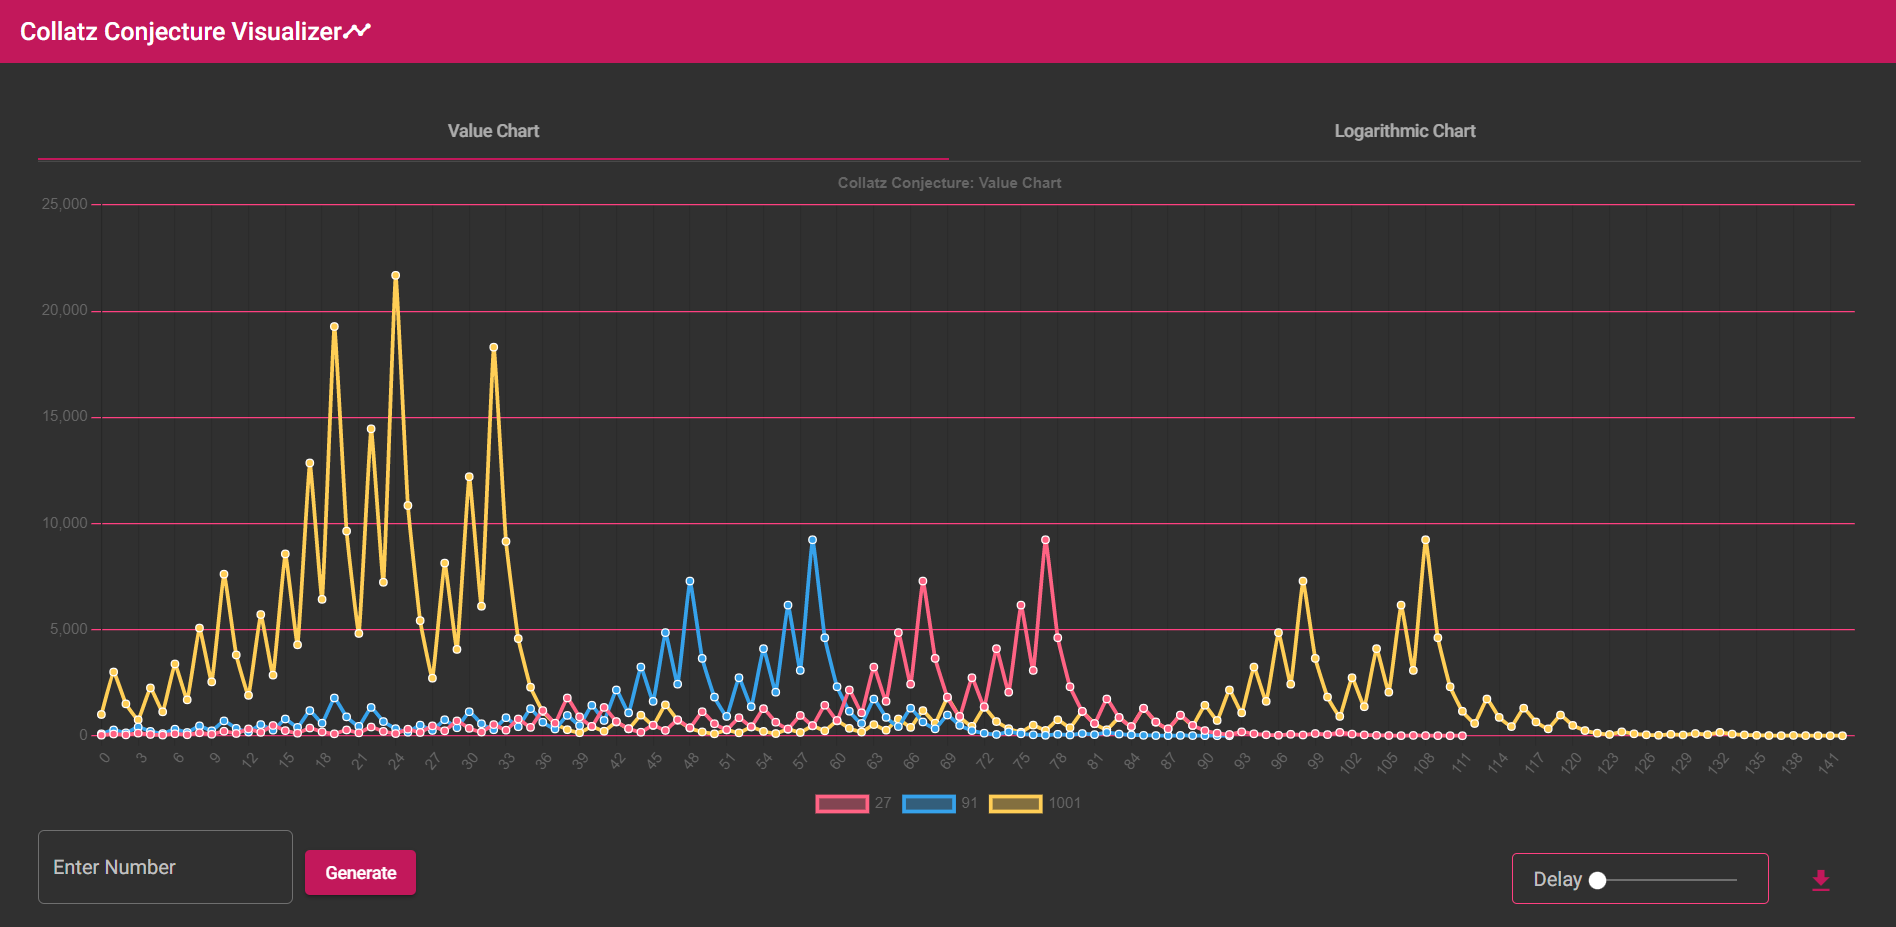 Collatz Conjecture Visualizer
Value Chart
Logarithmic Chart
Collatz Conjecture: Value Chart
25,000
20,000
15,000
10,000
5,000
0
0 3 6 9 12 15 18 21 24 27 30 33 36 39 42 45 48 51 54 57 60 63 66 69 72 75 78 81 84 87 90 93 96 99 102 105 108 111 114 117 120 123 126 129 132 135 138 141
27 91 1001
Enter Number
Generate
Delay